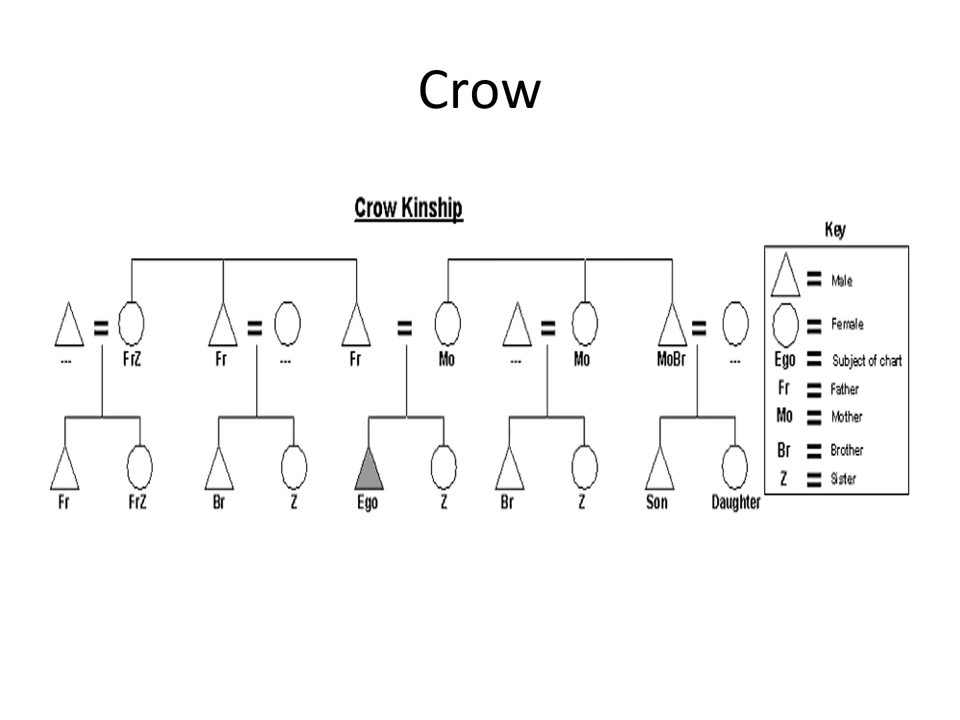 Crow
Crow Kinship
Key
= Male
= Female
Ego = Subject of chart
Fr = Father
Mo = Mother
Br = Brother
Z = Sister
--- = FrZ Fr = --- Fr = Mo --- = Mo MoBr = ---
Fr FrZ Br Z Ego Z Br Z Son Daughter